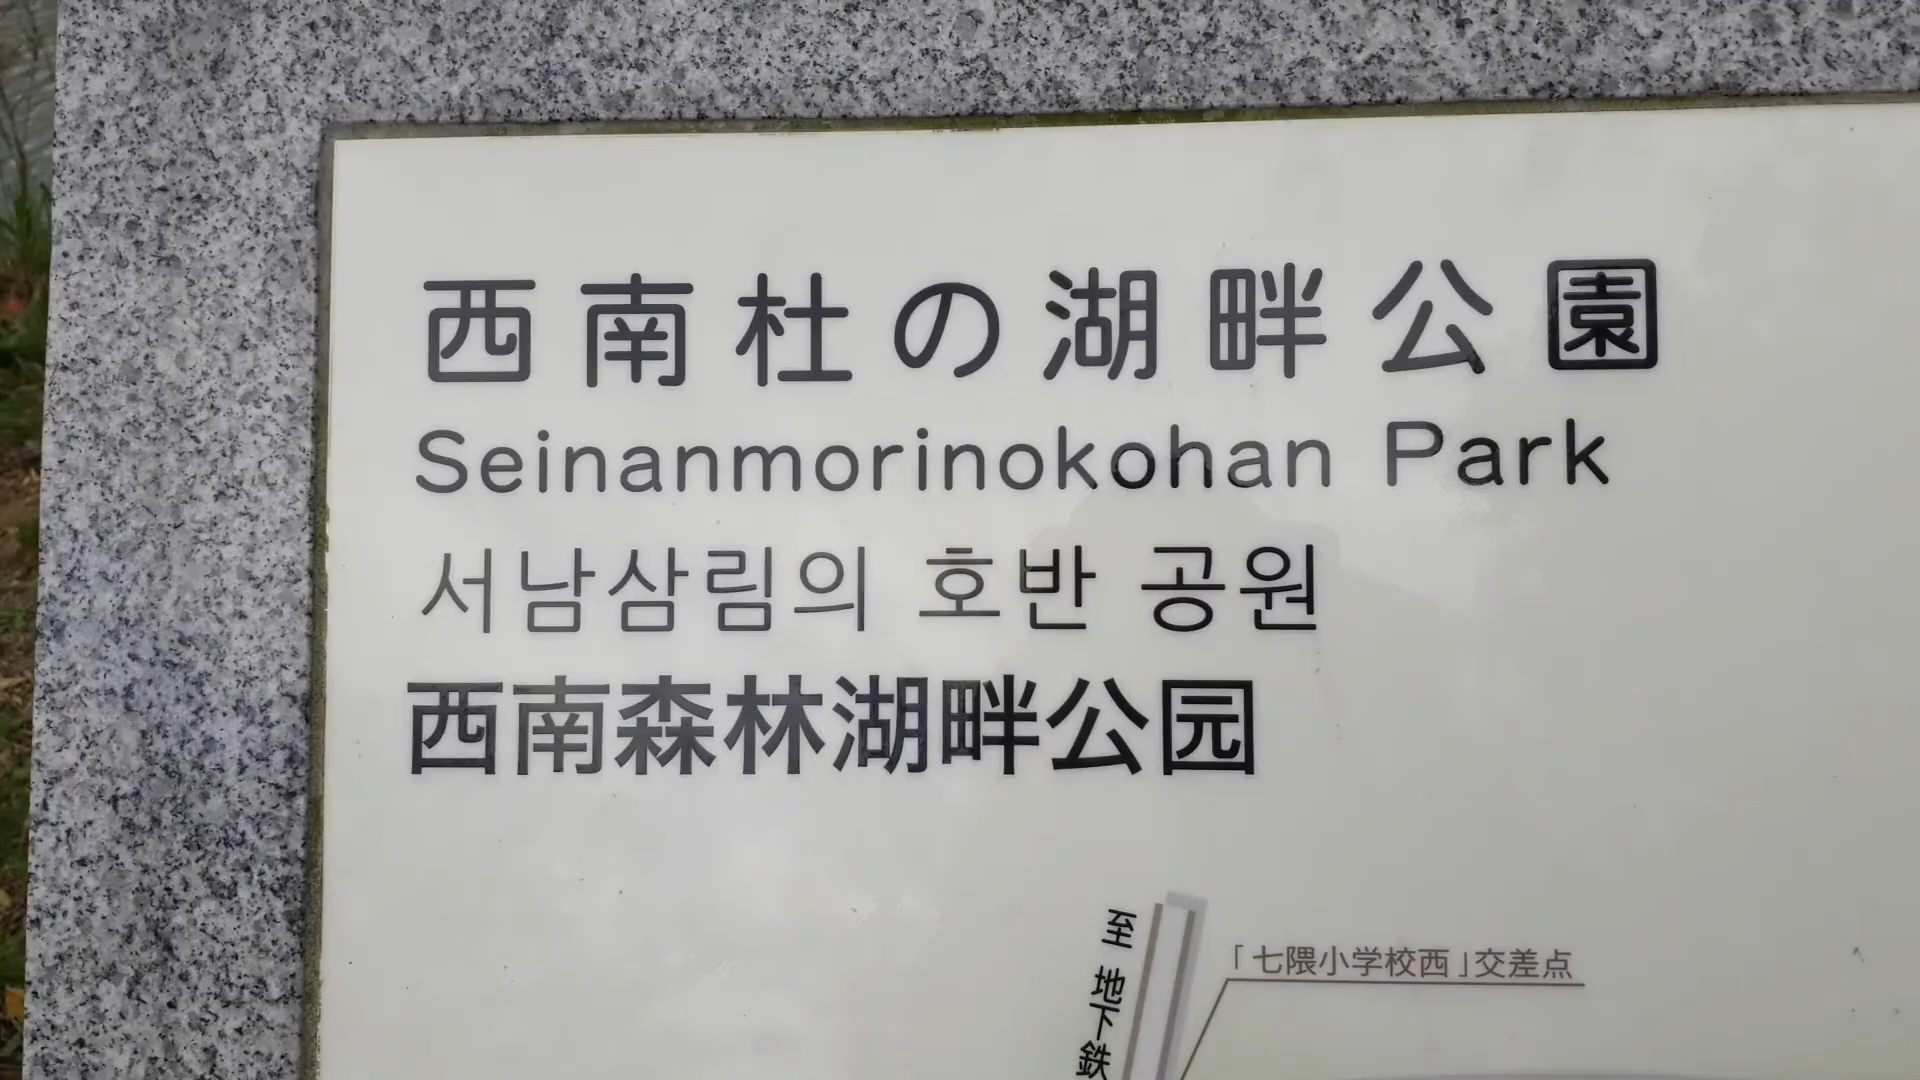 西南杜の湖畔公園
Seinanmorinokohan Park
서남삼림의 호반 공원
西南森林湖畔公园
「七隈小学校西」交差点
至 地下鉄